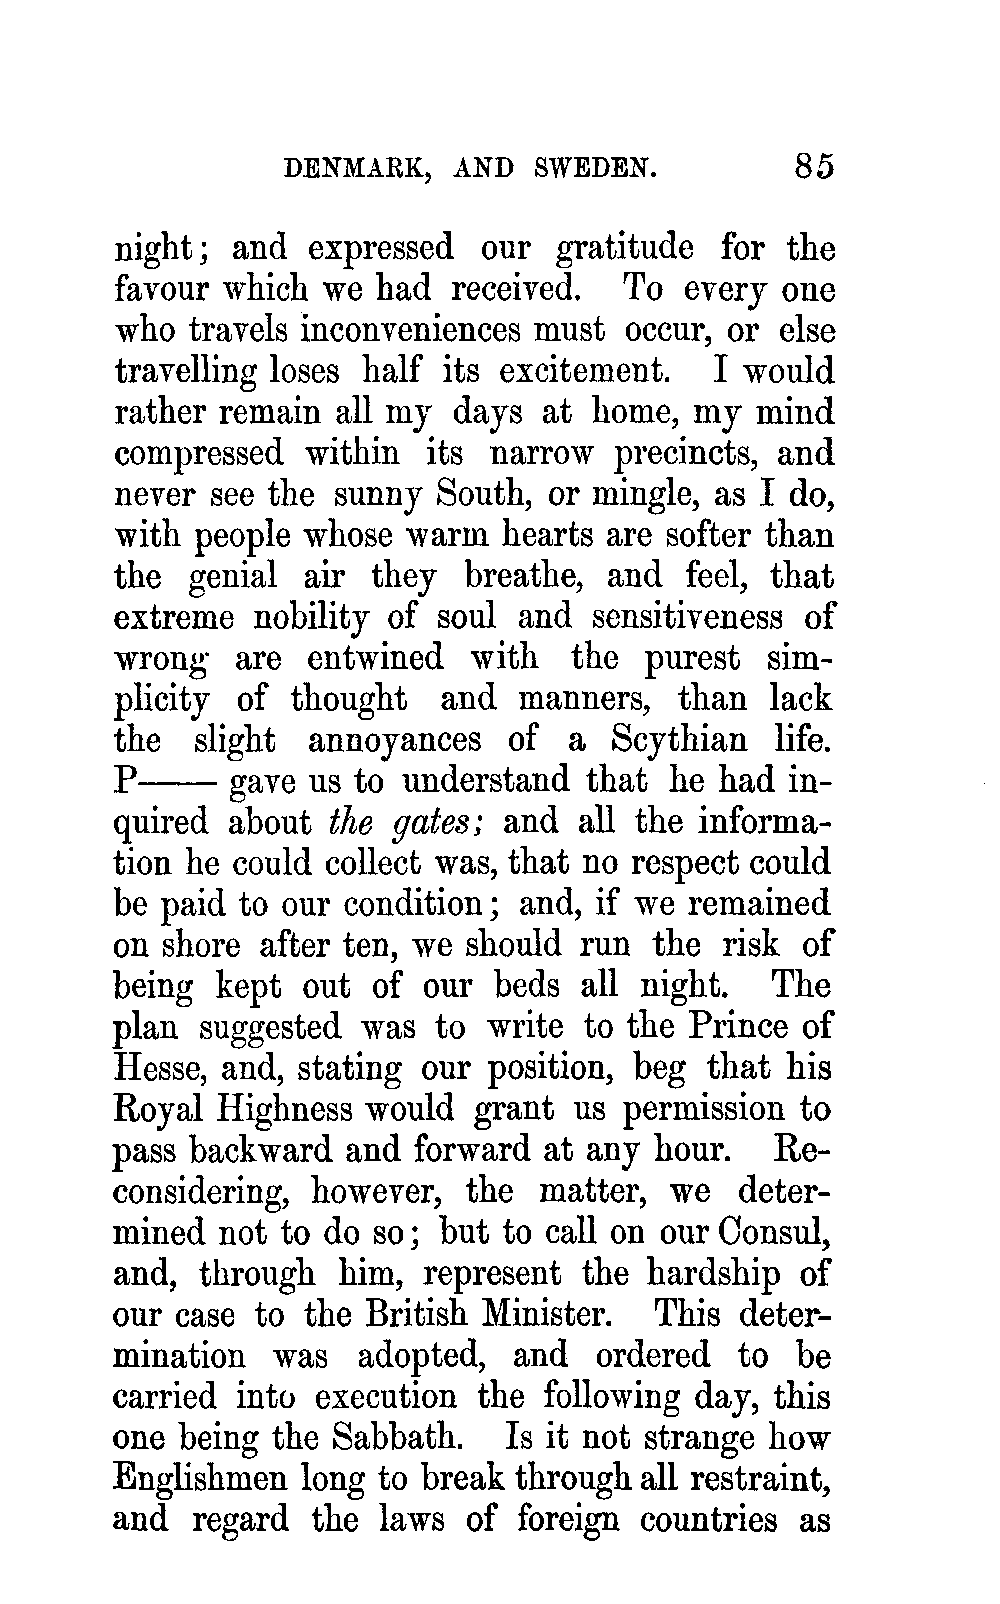 DENMARK, AND SWEDEN. 85
night; and expressed our gratitude for the
favour which we had received. To every one
who travels inconveniences must occur, or else
travelling loses half its excitement. I would
rather remain all my days at home, my mind
compressed within its narrow precincts, and
never see the sunny South, or mingle, as I do,
with people whose warm hearts are softer than
the genial air they breathe, and feel, that
extreme nobility of soul and sensitiveness of
wrong are entwined with the purest sim-
plicity of thought and manners, than lack
the slight annoyances of a Scythian life.
P—— gave us to understand that he had in-
quired about the gates; and all the informa-
tion he could collect was, that no respect could
be paid to our condition; and, if we remained
on shore after ten, we should run the risk of
being kept out of our beds all night. The
plan suggested was to write to the Prince of
Hesse, and, stating our position, beg that his
Royal Highness would grant us permission to
pass backward and forward at any hour. Re-
considering, however, the matter, we deter-
mined not to do so; but to call on our Consul,
and, through him, represent the hardship of
our case to the British Minister. This deter-
mination was adopted, and ordered to be
carried into execution the following day, this
one being the Sabbath. Is it not strange how
Englishmen long to break through all restraint,
and regard the laws of foreign countries as